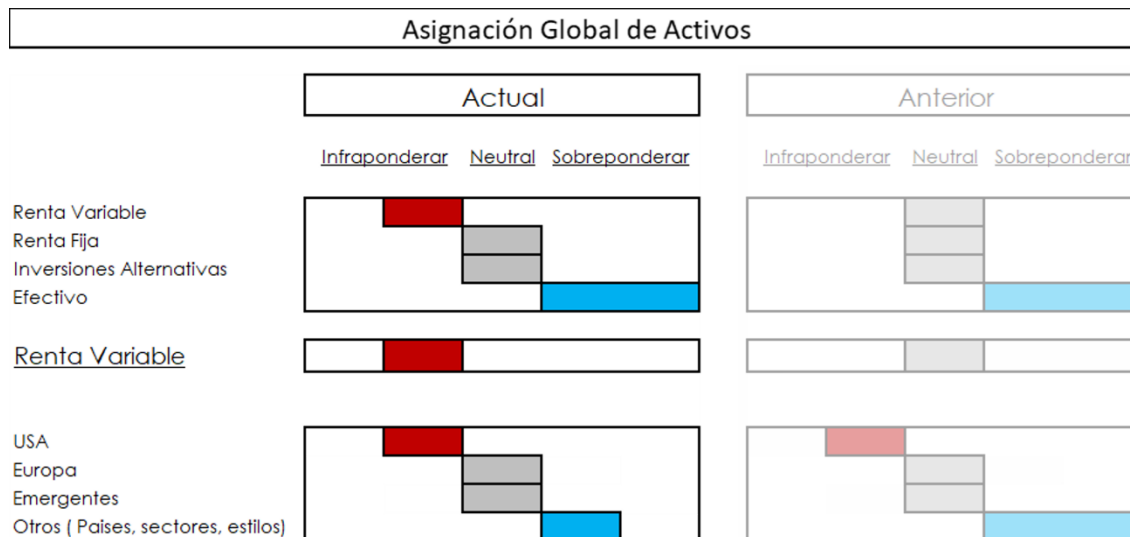 Asignación Global de Activos
Actual Anterior
Infraponderar Neutral Sobreponderar Infraponderar Neutral Sobreponderar
Renta Variable
Renta Fija
Inversiones Alternativas
Efectivo
Renta Variable
USA
Europa
Emergentes
Otros ( Paises, sectores, estilos)